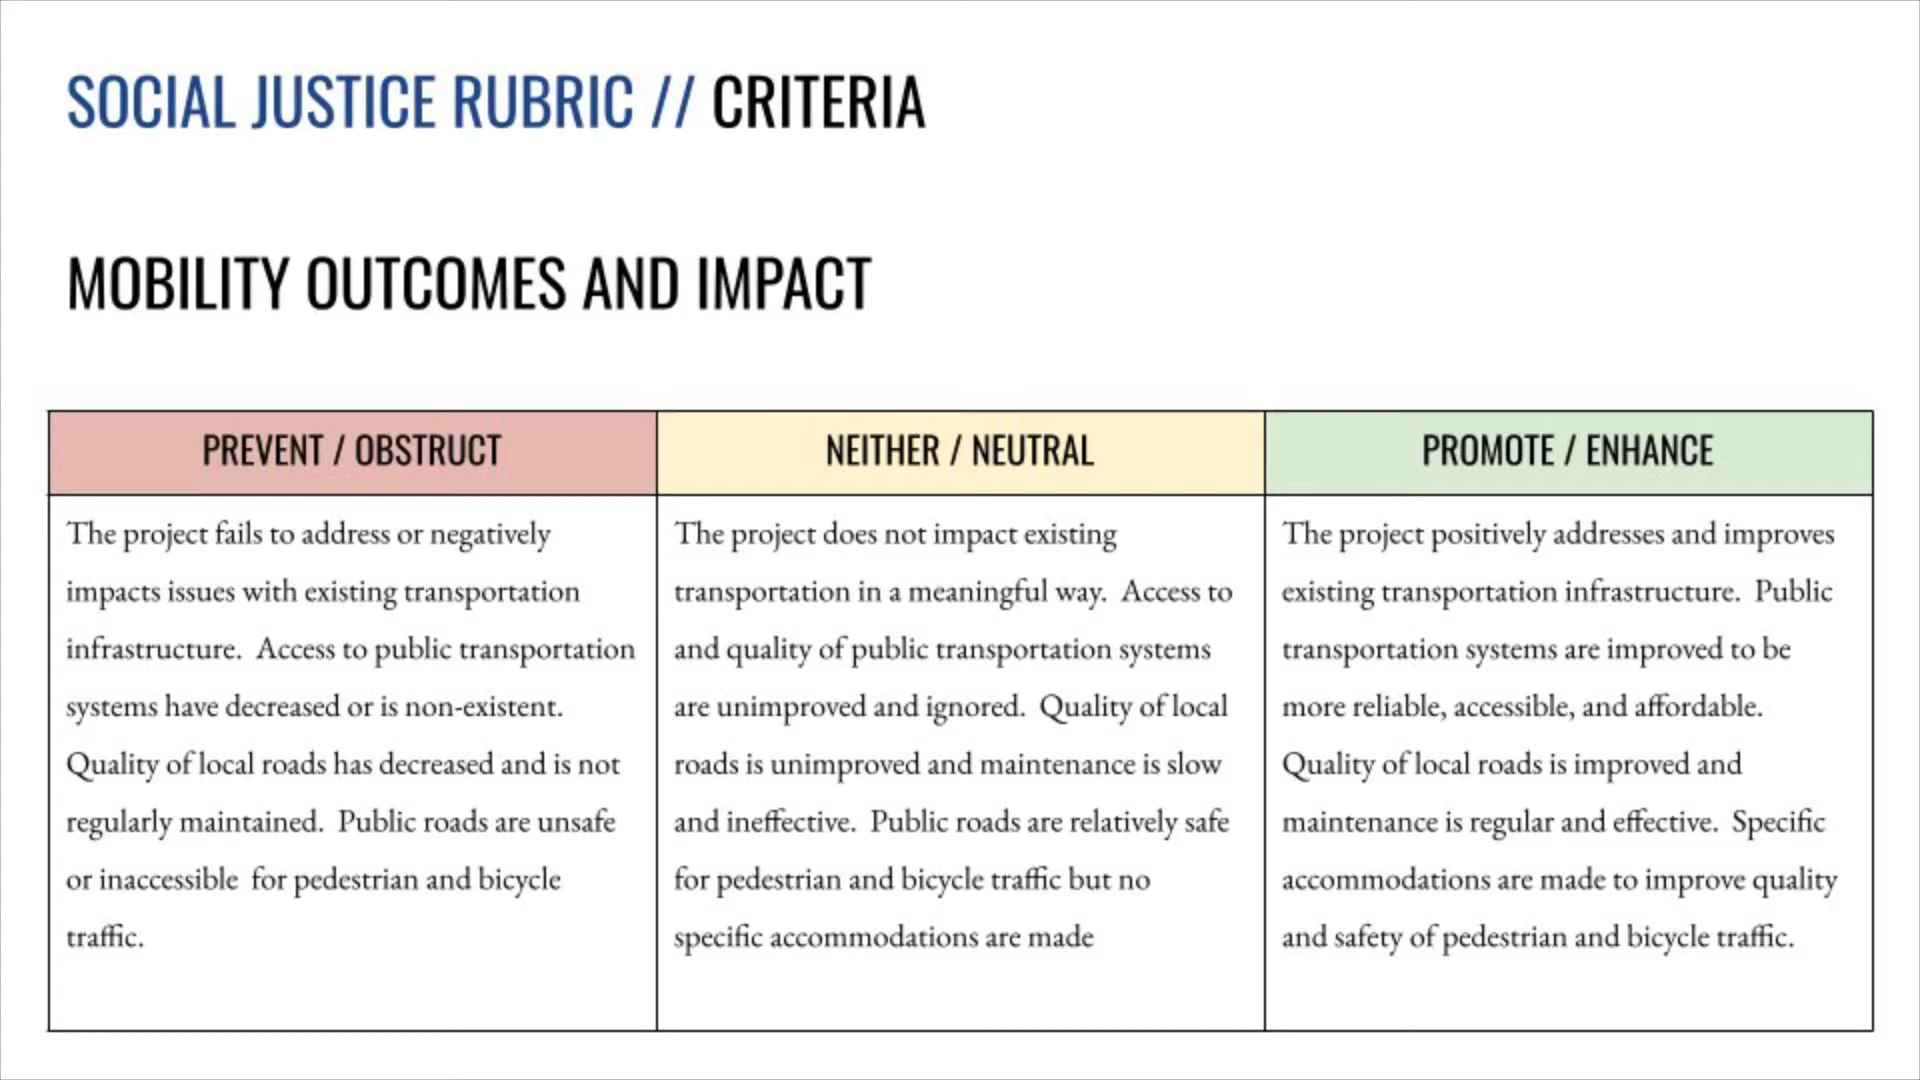 SOCIAL JUSTICE RUBRIC // CRITERIA
MOBILITY OUTCOMES AND IMPACT
PREVENT / OBSTRUCT
The project fails to address or negatively
impacts issues with existing transportation
infrastructure.  Access to public transportation
systems have decreased or is non-existent.
Quality of local roads has decreased and is not
regularly maintained.  Public roads are unsafe
or inaccessible  for pedestrian and bicycle
traffic.
NEITHER / NEUTRAL
The project does not impact existing
transportation in a meaningful way.  Access to
and quality of public transportation systems
are unimproved and ignored.  Quality of local
roads is unimproved and maintenance is slow
and ineffective.  Public roads are relatively safe
for pedestrian and bicycle traffic but no
specific accommodations are made
PROMOTE / ENHANCE
The project positively addresses and improves
existing transportation infrastructure.  Public
transportation systems are improved to be
more reliable, accessible, and affordable.
Quality of local roads is improved and
maintenance is regular and effective.  Specific
accommodations are made to improve quality
and safety of pedestrian and bicycle traffic.